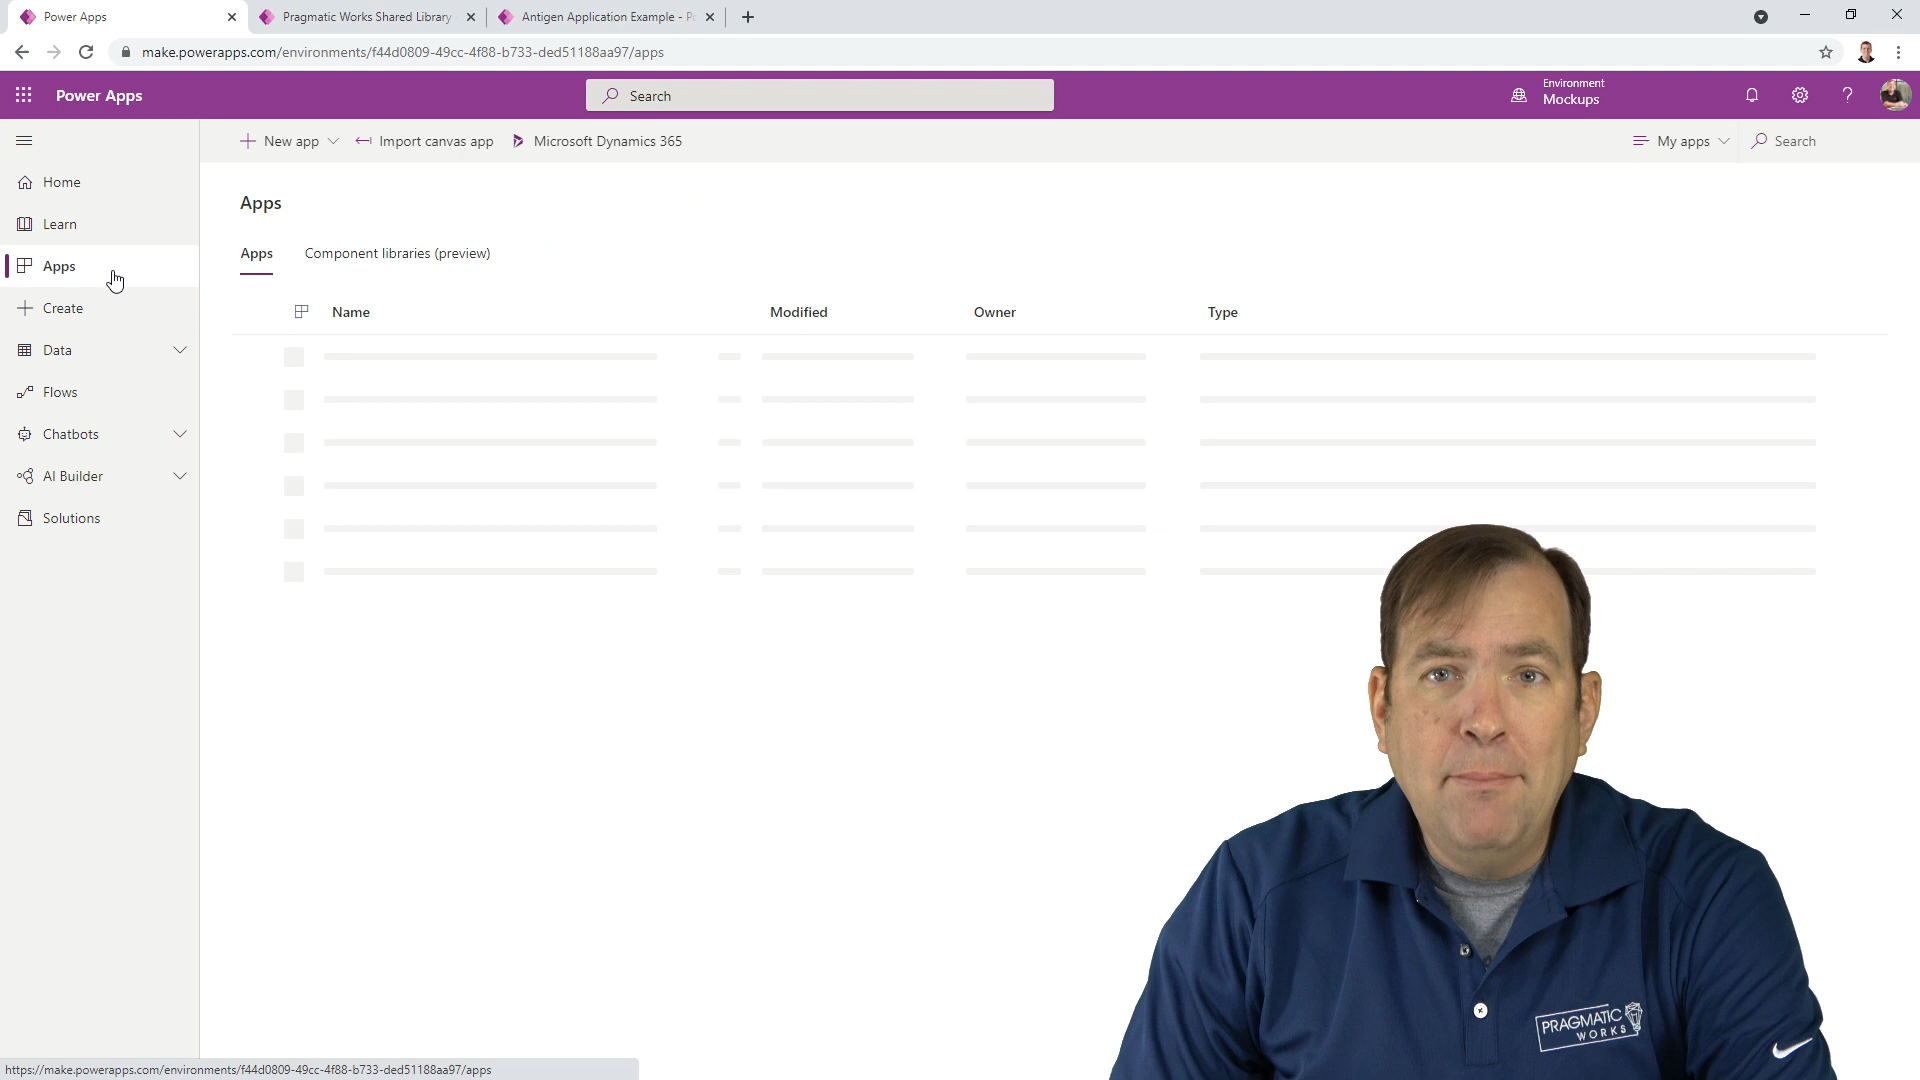 Power Apps
Pragmatic Works Shared Library
Antigen Application Example - Po
make.powerapps.com/environments/f44d0809-49cc-4f88-b733-ded51188aa97/apps
Power Apps
Search
Environment
Mockups
?
New app
Import canvas app
Microsoft Dynamics 365
My apps
Search
Home
Learn
Apps
Create
Data
Flows
Chatbots
AI Builder
Solutions
Apps
Apps
Component libraries (preview)
Name
Modified
Owner
Type
PRAGMATIC
WORKS
https://make.powerapps.com/environments/f44d0809-49cc-4f88-b733-ded51188aa97/apps